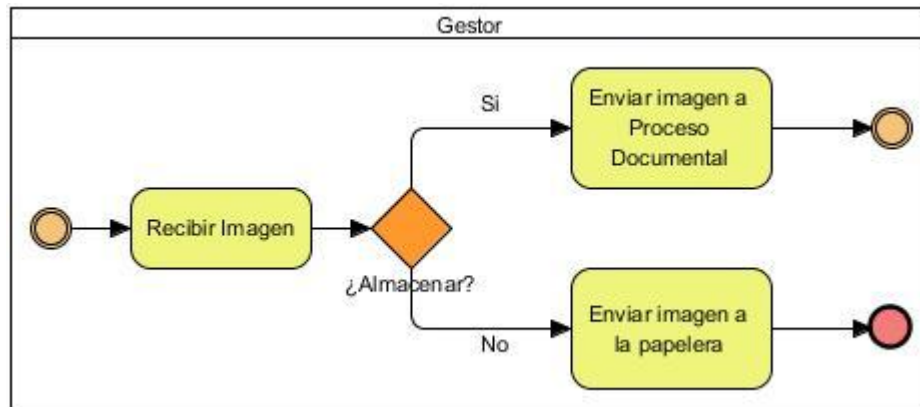 Gestor
Si
Enviar imagen a
Proceso
Documental
Recibir Imagen
¿Almacenar?
No
Enviar imagen a
la papelera